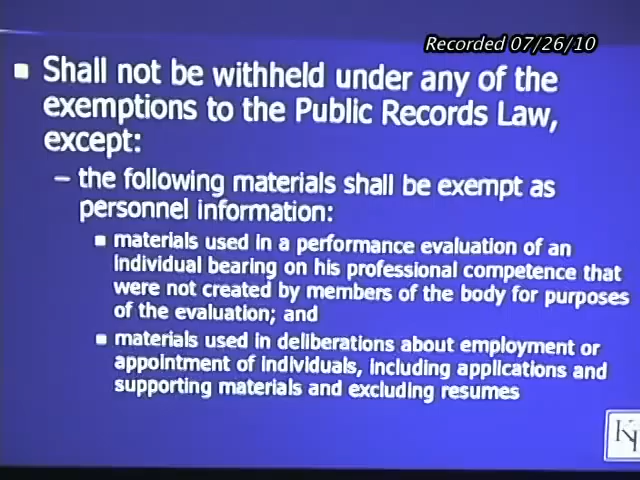 Recorded 07/26/10
Shall not be withheld under any of the
exemptions to the Public Records Law,
except:
– the following materials shall be exempt as
personnel information:
materials used in a performance evaluation of an
individual bearing on his professional competence that
were not created by members of the body for purposes
of the evaluation; and
materials used in deliberations about employment or
appointment of individuals, including applications and
supporting materials and excluding resumes